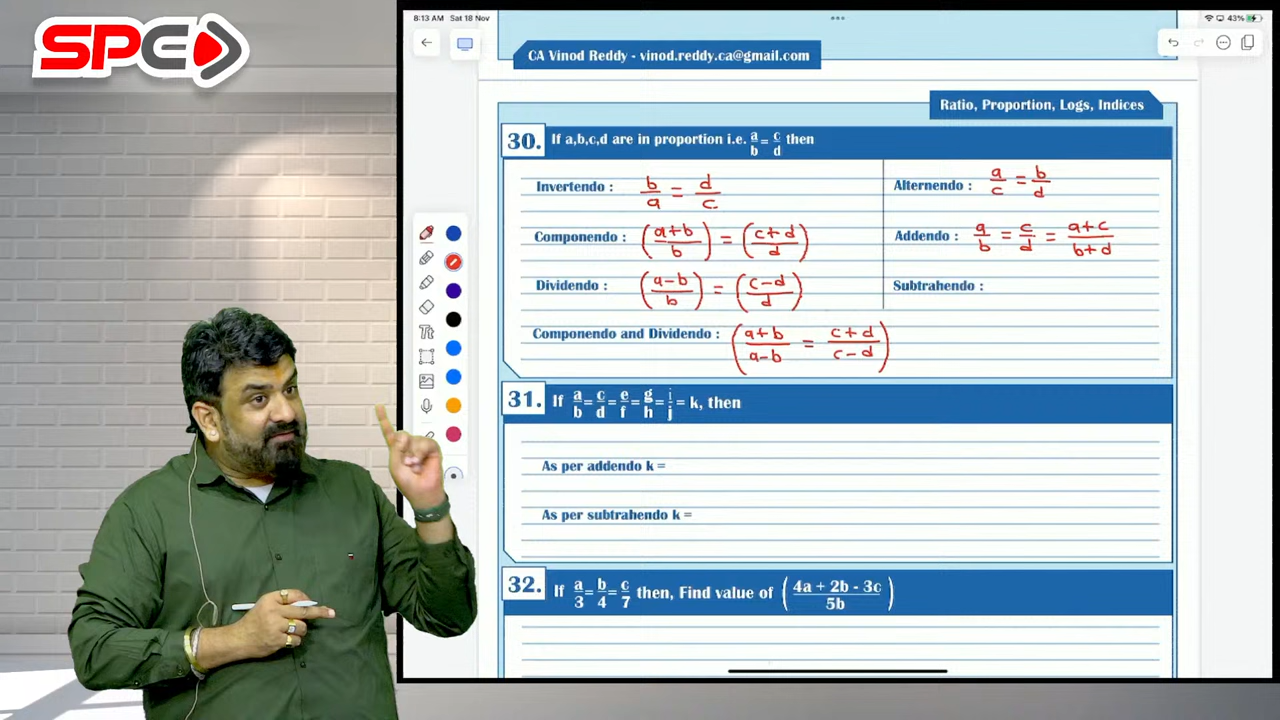 SPC
8:13 AM Sat 18 Nov
43%
CA Vinod Reddy - vinod.reddy.ca@gmail.com
Ratio, Proportion, Logs, Indices
30. If a,b,c,d are in proportion i.e. a/b = c/d then
Invertendo : b/a = d/c
Alternendo : a/c = b/d
Componendo : (a+b/b) = (c+d/d)
Addendo : a/b = c/d = a+c/b+d
Dividendo : (a-b/b) = (c-d/d)
Subtrahendo :
Componendo and Dividendo : (a+b/a-b = c+d/c-d)
31. If a/b = c/d = e/f = g/h = i/j = k, then
As per addendo k =
As per subtrahendo k =
32. If a/3 = b/4 = c/7 then, Find value of (4a + 2b - 3c/5b)
Tt